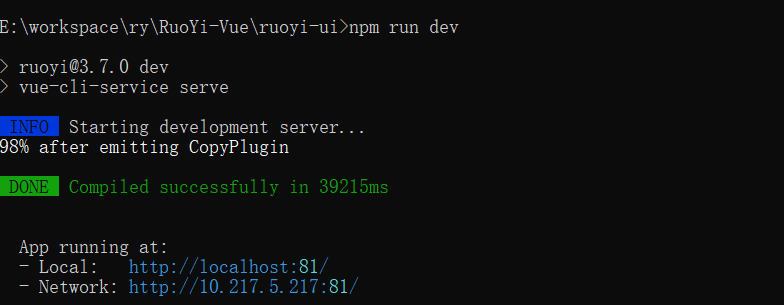 E:\workspace\ry\RuoYi-Vue\ruoyi-ui>npm run dev
> ruoyi@3.7.0 dev
> vue-cli-service serve
INFO Starting development server...
98% after emitting CopyPlugin
DONE Compiled successfully in 39215ms
App running at:
- Local: http://localhost:81/
- Network: http://10.217.5.217:81/